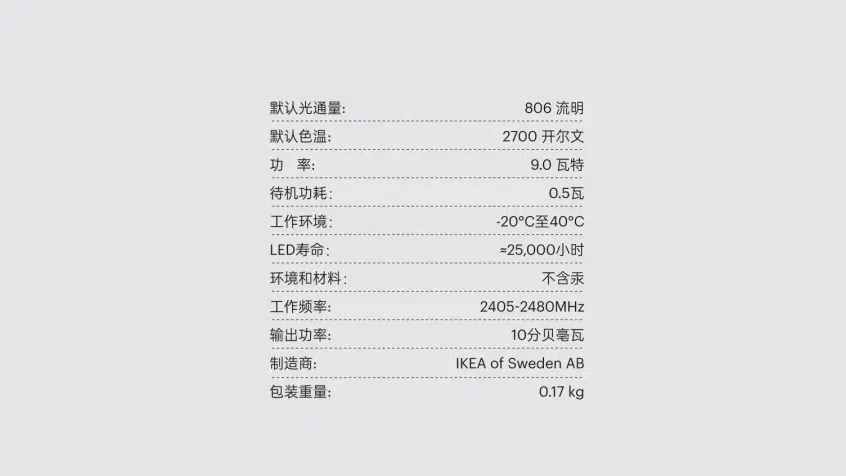 默认光通量: 806 流明
默认色温: 2700 开尔文
功 率: 9.0 瓦特
待机功耗: 0.5瓦
工作环境: -20°C至40°C
LED寿命: ≈25,000小时
环境和材料: 不含汞
工作频率: 2405-2480MHz
输出功率: 10分贝毫瓦
制造商: IKEA of Sweden AB
包装重量: 0.17 kg